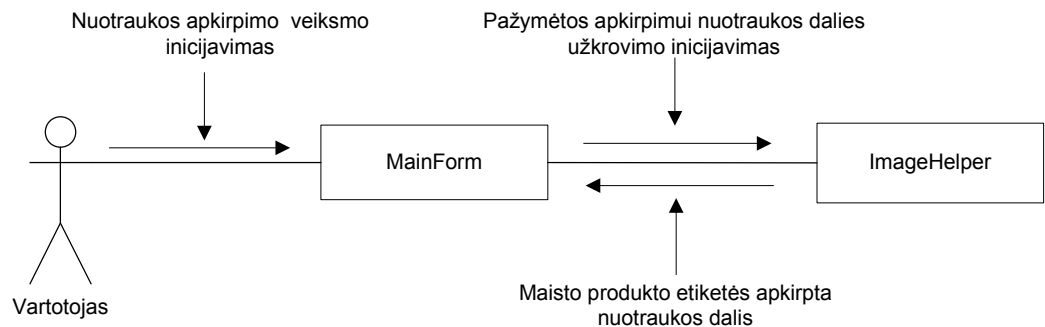 Nuotraukos apkirpimo veiksmo
inicijavimas
Pažymėtos apkirpimui nuotraukos dalies
užkrovimo inicijavimas
MainForm
ImageHelper
Vartotojas
Maisto produkto etiketės apkirpta
nuotraukos dalis